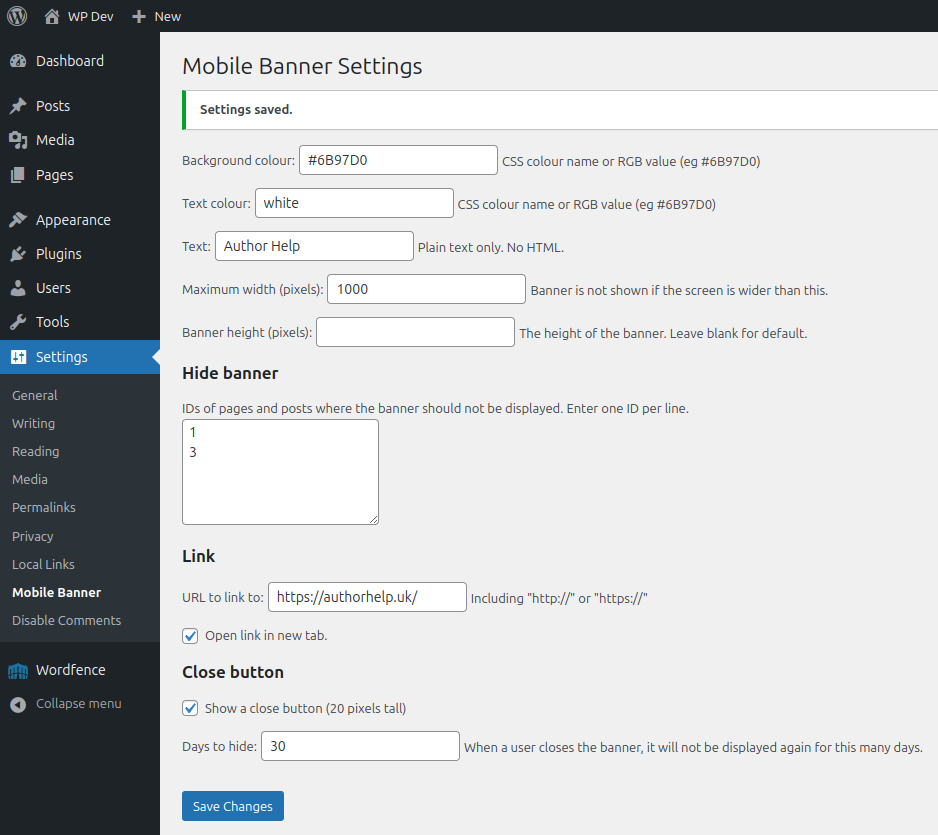 WP Dev
New
Dashboard
Posts
Media
Pages
Appearance
Plugins
Users
Tools
Settings
General
Writing
Reading
Media
Permalinks
Privacy
Local Links
Mobile Banner
Disable Comments
Wordfence
Collapse menu
Mobile Banner Settings
Settings saved.
Background colour: #6B97D0 CSS colour name or RGB value (eg #6B97D0)
Text colour: white CSS colour name or RGB value (eg #6B97D0)
Text: Author Help Plain text only. No HTML.
Maximum width (pixels): 1000 Banner is not shown if the screen is wider than this.
Banner height (pixels): The height of the banner. Leave blank for default.
Hide banner
IDs of pages and posts where the banner should not be displayed. Enter one ID per line.
1
3
Link
URL to link to: https://authorhelp.uk/ Including "http://" or "https://"
Open link in new tab.
Close button
Show a close button (20 pixels tall)
Days to hide: 30 When a user closes the banner, it will not be displayed again for this many days.
Save Changes